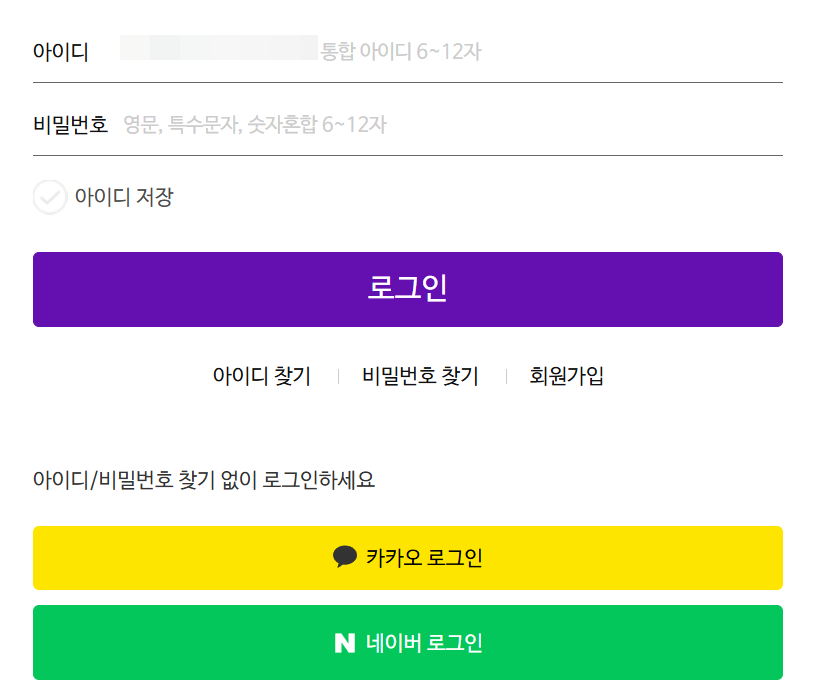 아이디 통합 아이디 6~12자
비밀번호 영문, 특수문자, 숫자혼합 6~12자
아이디 저장
로그인
아이디 찾기 | 비밀번호 찾기 | 회원가입
아이디/비밀번호 찾기 없이 로그인하세요
카카오 로그인
N 네이버 로그인